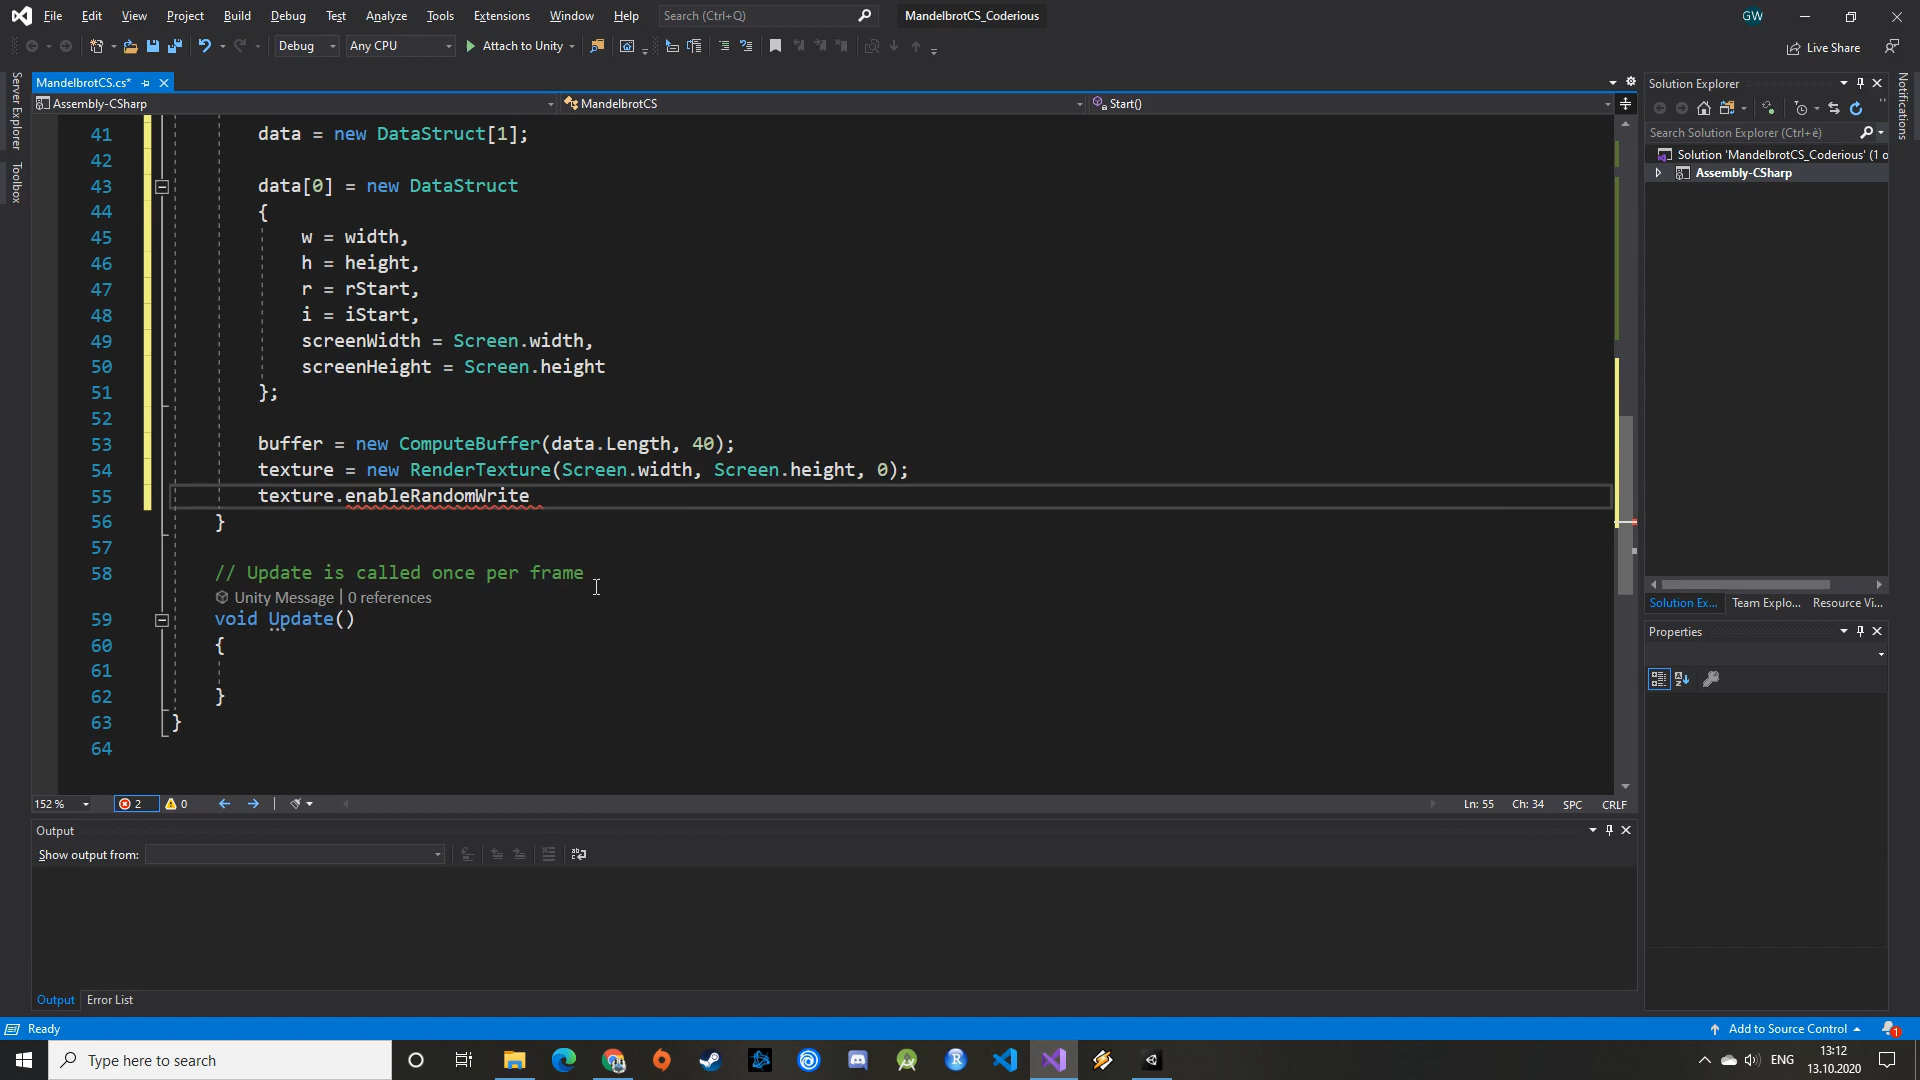 File Edit View Project Build Debug Test Analyze Tools Extensions Window Help Search (Ctrl+Q) MandelbrotCS_Coderious GW
Debug Any CPU Attach to Unity Live Share
MandelbrotCS.cs*
Assembly-CSharp MandelbrotCS Start()
41 data = new DataStruct[1];
42
43 data[0] = new DataStruct
44 {
45 w = width,
46 h = height,
47 r = rStart,
48 i = iStart,
49 screenWidth = Screen.width,
50 screenHeight = Screen.height
51 };
52
53 buffer = new ComputeBuffer(data.Length, 40);
54 texture = new RenderTexture(Screen.width, Screen.height, 0);
55 texture.enableRandomWrite
56 }
57
58 // Update is called once per frame
Unity Message | 0 references
59 void Update()
60 {
61
62 }
63 }
64
152 % 2 0 Ln: 55 Ch: 34 SPC CRLF
Output
Show output from:
Output Error List
Ready Add to Source Control 1
Server Explorer
Toolbox
Solution Explorer
Search Solution Explorer (Ctrl+è)
Solution 'MandelbrotCS_Coderious' (1 o
Assembly-CSharp
Solution Ex... Team Explo... Resource Vi...
Properties
Notifications
Type here to search
ENG
13:12
13.10.2020